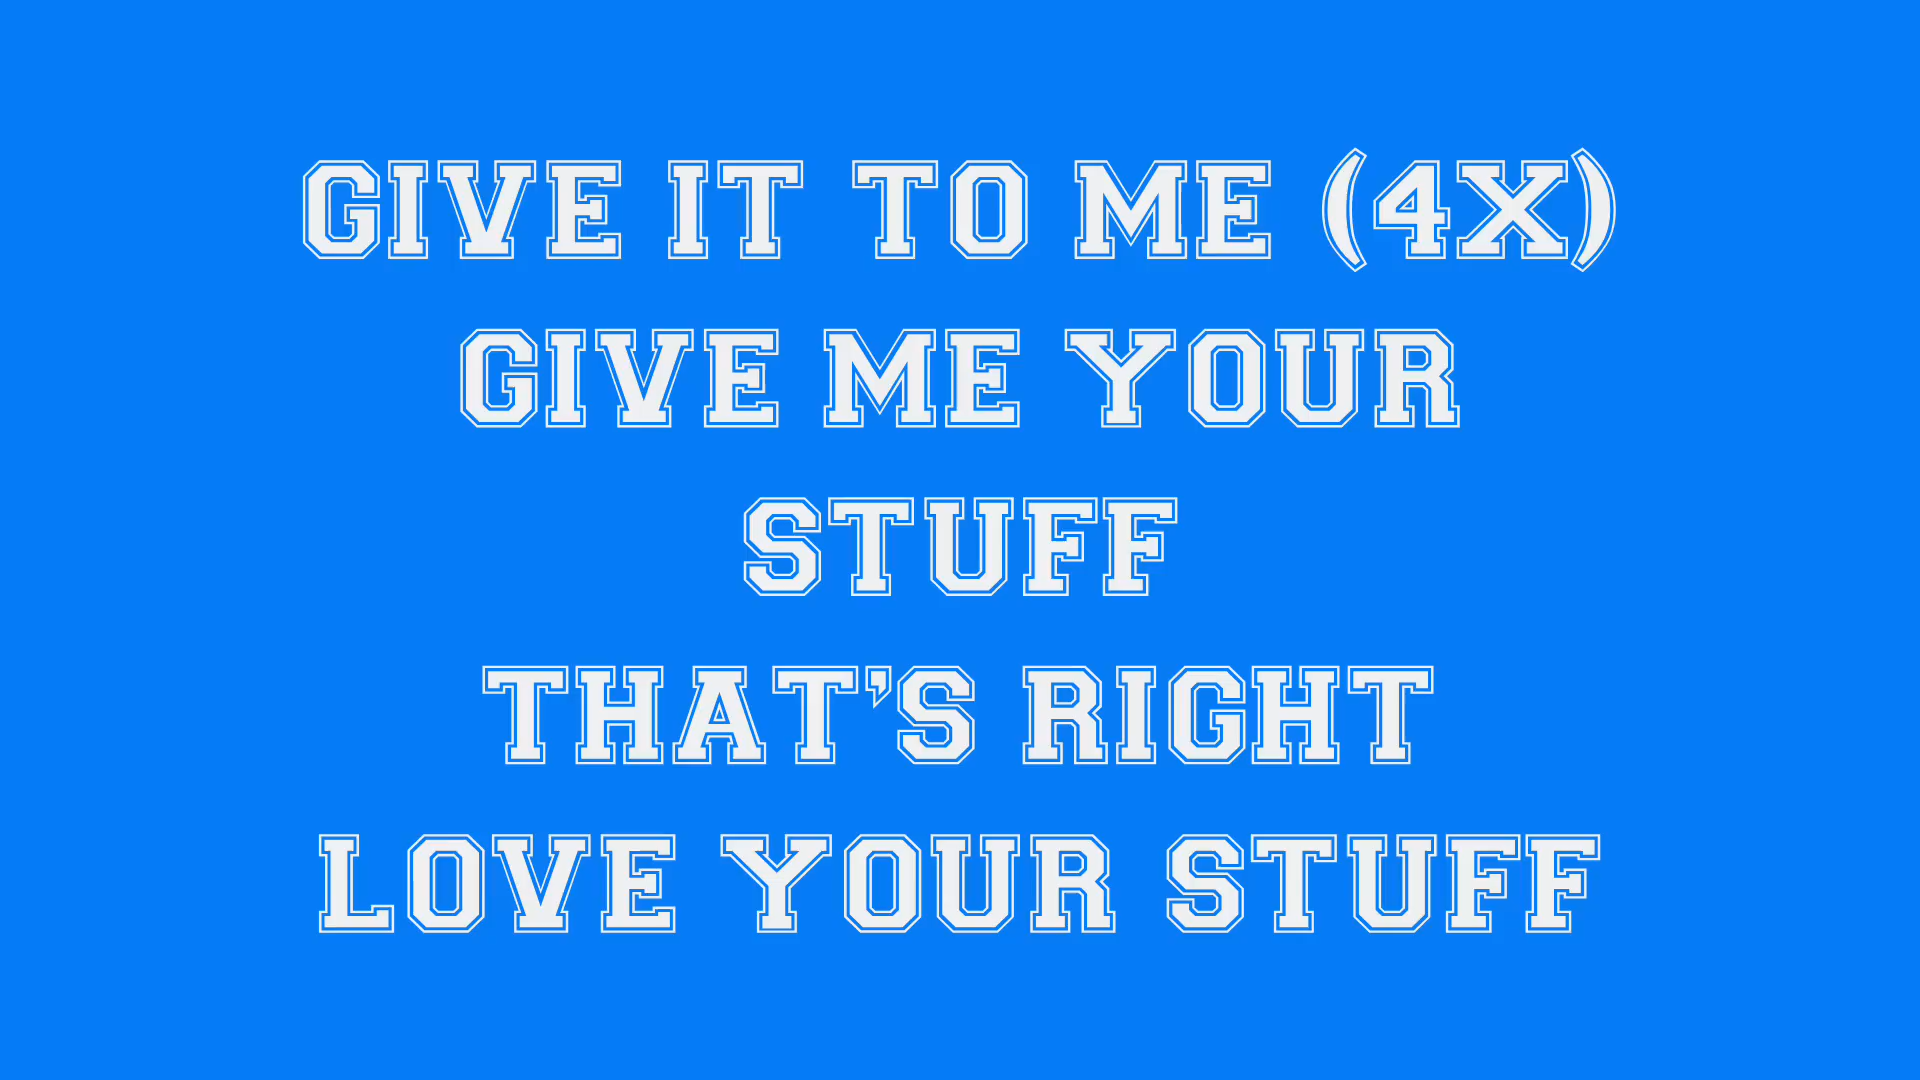 GIVE IT TO ME (4X)
GIVE ME YOUR
STUFF
THAT'S RIGHT
LOVE YOUR STUFF